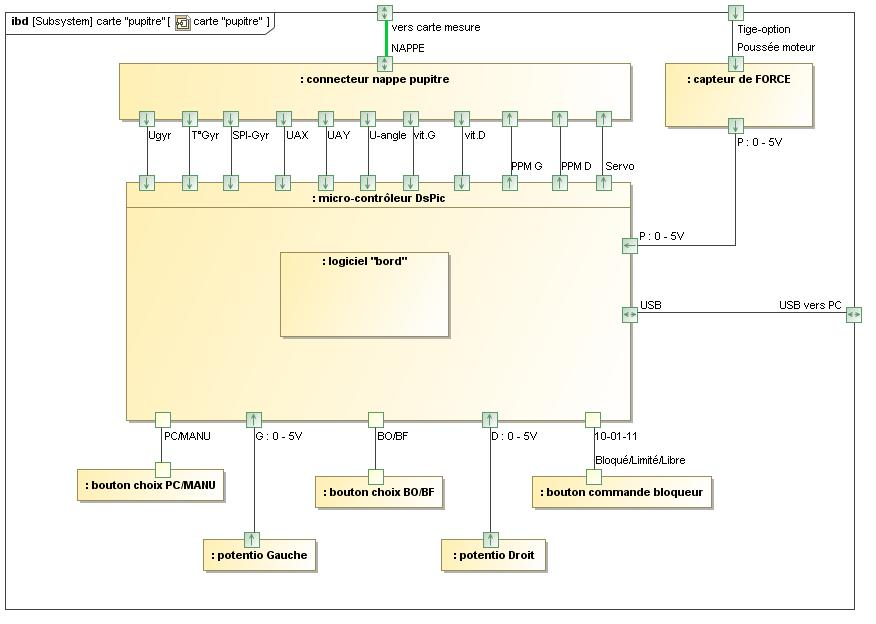 ibd [Subsystem] carte "pupitre" [ carte "pupitre" ]
vers carte mesure
NAPPE
Tige-option
Poussée moteur
: connecteur nappe pupitre
: capteur de FORCE
Ugyr
T°Gyr
SPI-Gyr
UAX
UAY
U-angle
vit.G
vit.D
PPM G
PPM D
Servo
P : 0 - 5V
: micro-contrôleur DsPic
P : 0 - 5V
: logiciel "bord"
USB
USB vers PC
PC/MANU
G : 0 - 5V
BO/BF
D : 0 - 5V
10-01-11
Bloqué/Limité/Libre
: bouton choix PC/MANU
: bouton choix BO/BF
: bouton commande bloqueur
: potentio Gauche
: potentio Droit